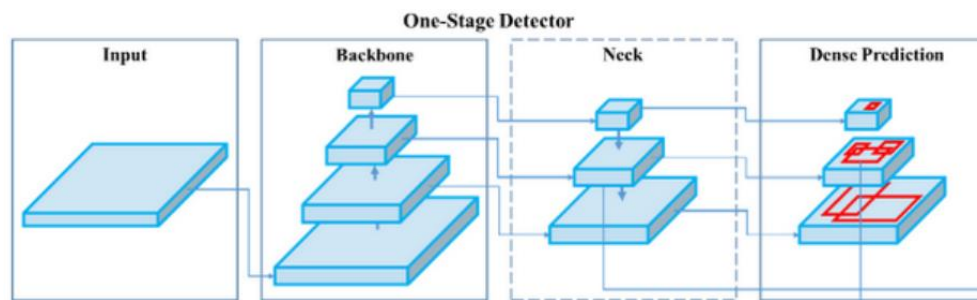 One-Stage Detector
Input
Backbone
Neck
Dense Prediction